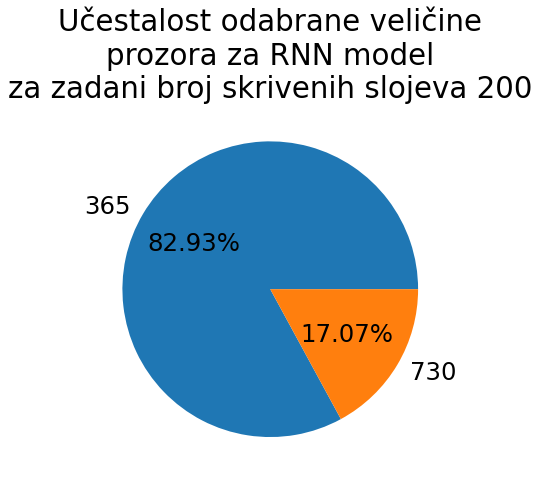 Učestalost odabrane veličine
prozora za RNN model
za zadani broj skrivenih slojeva 200
365
82.93%
17.07%
730